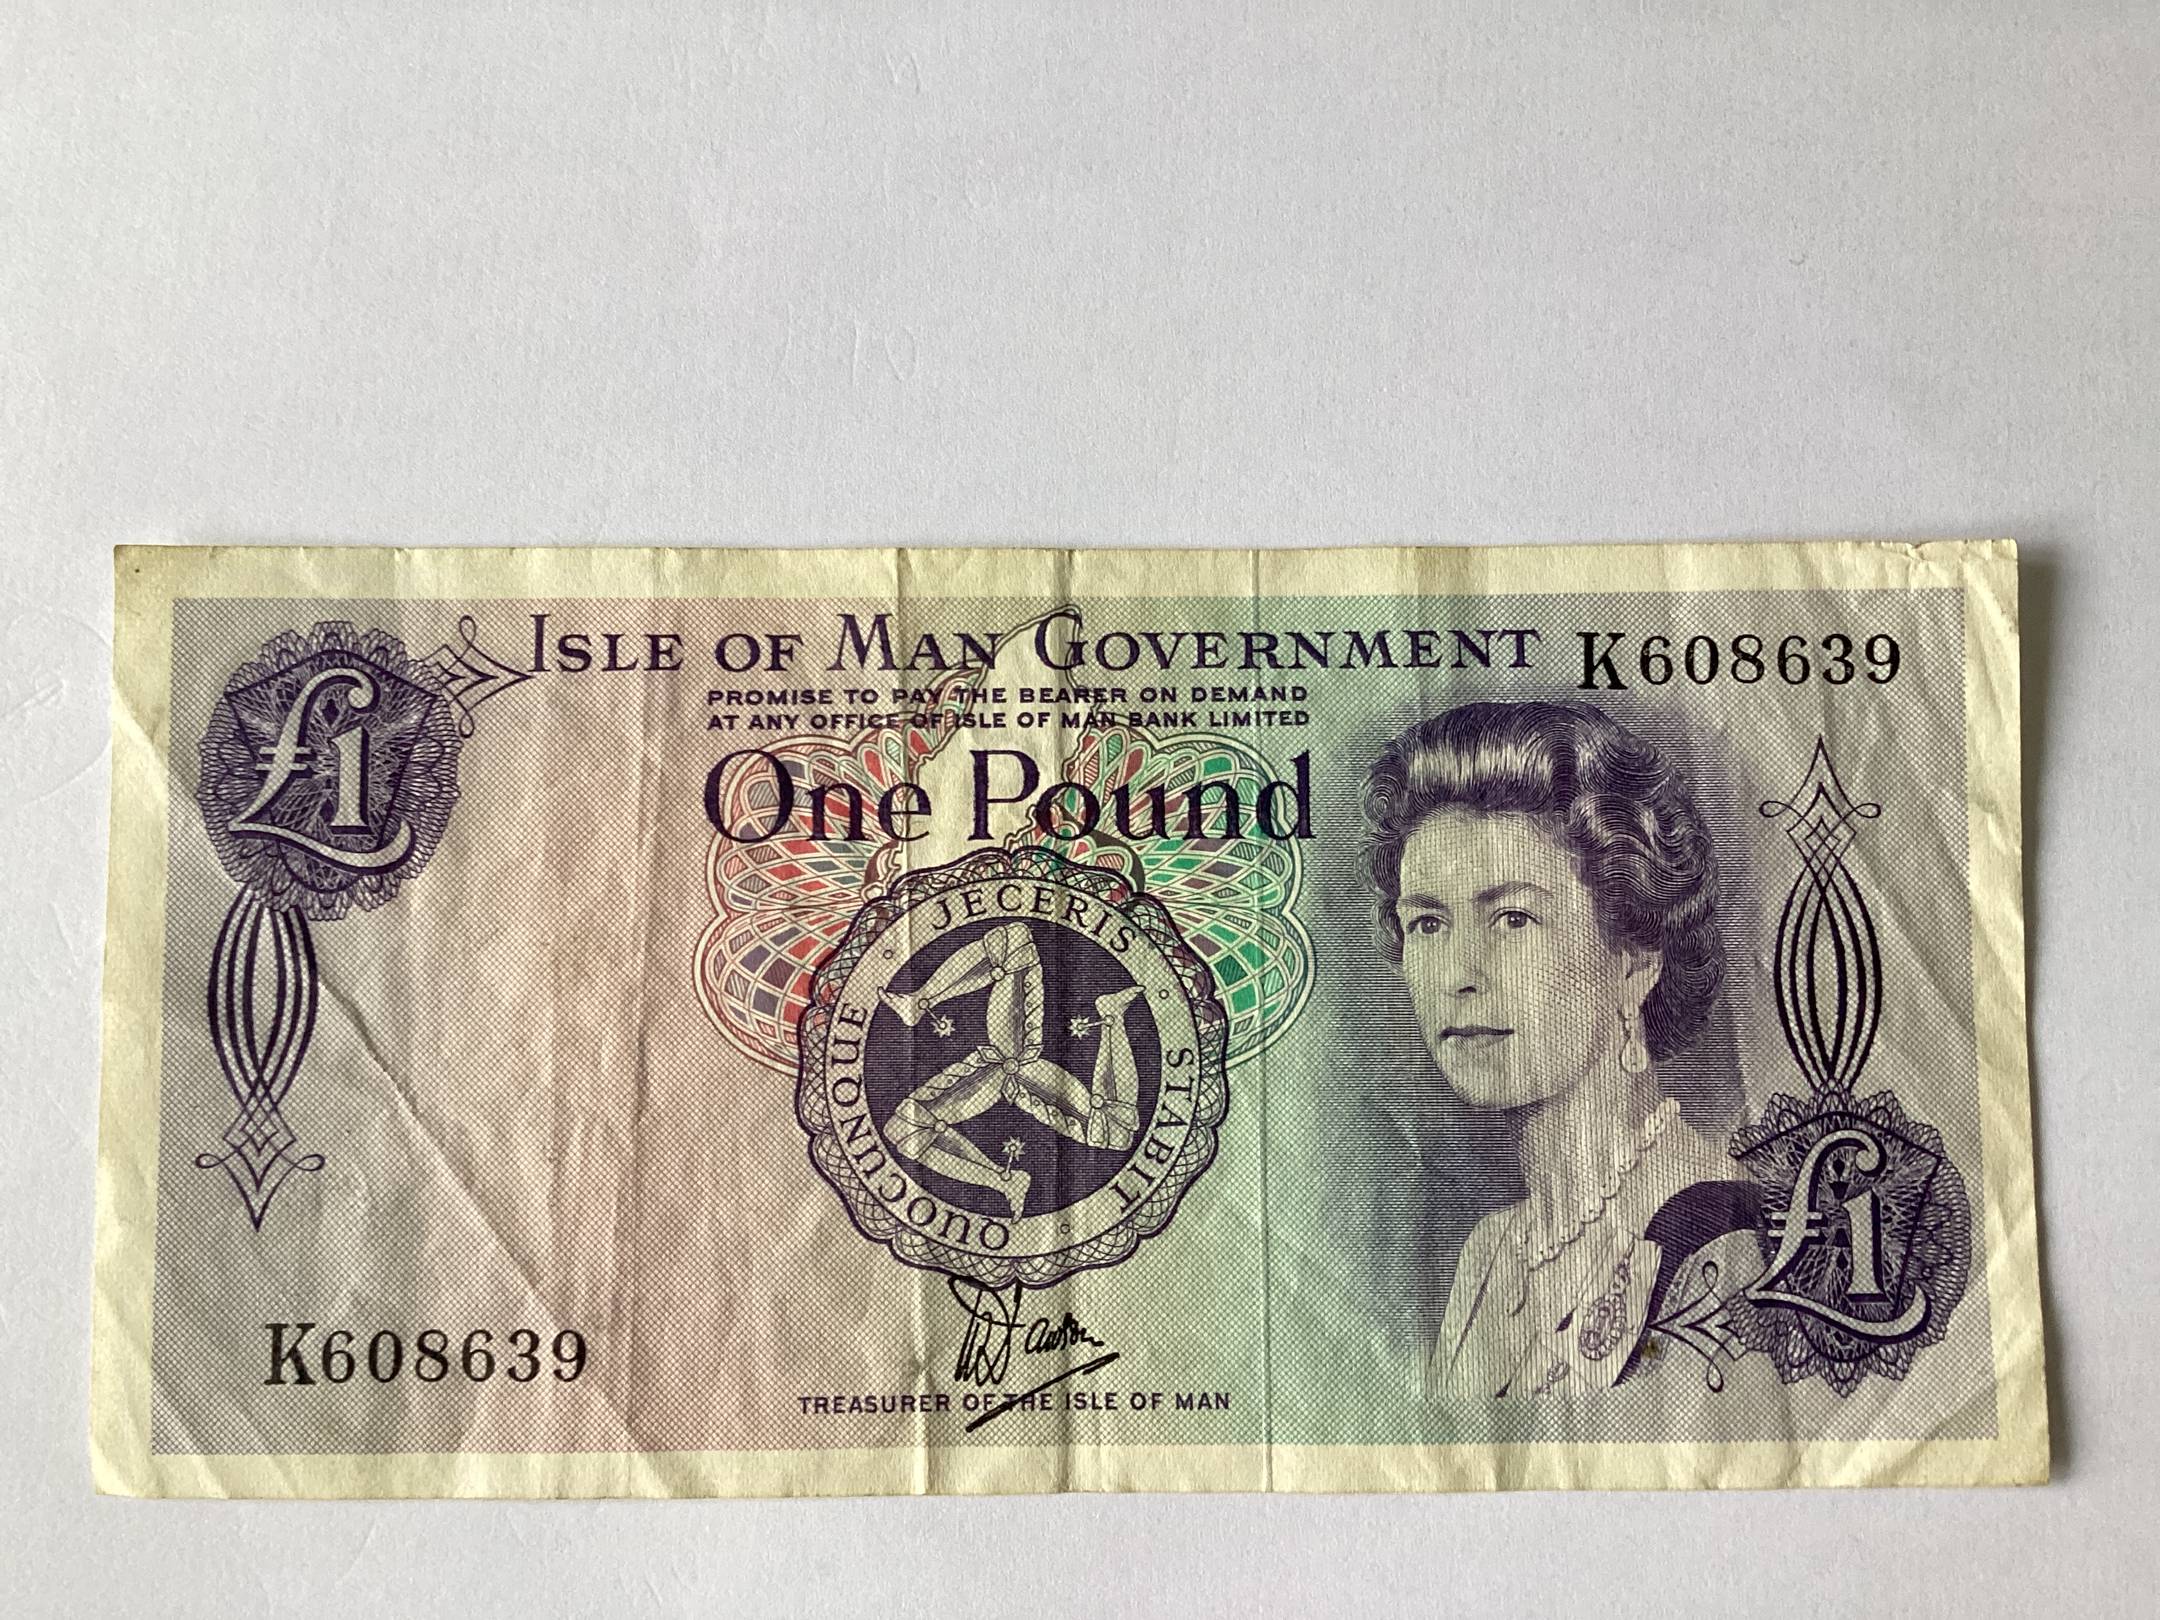 ISLE OF MAN GOVERNMENT K608639
PROMISE TO PAY THE BEARER ON DEMAND
AT ANY OFFICE OF ISLE OF MAN BANK LIMITED
One Pound
£1
QUOCUNQUE JECERIS STABIT
£1
K608639
TREASURER OF THE ISLE OF MAN